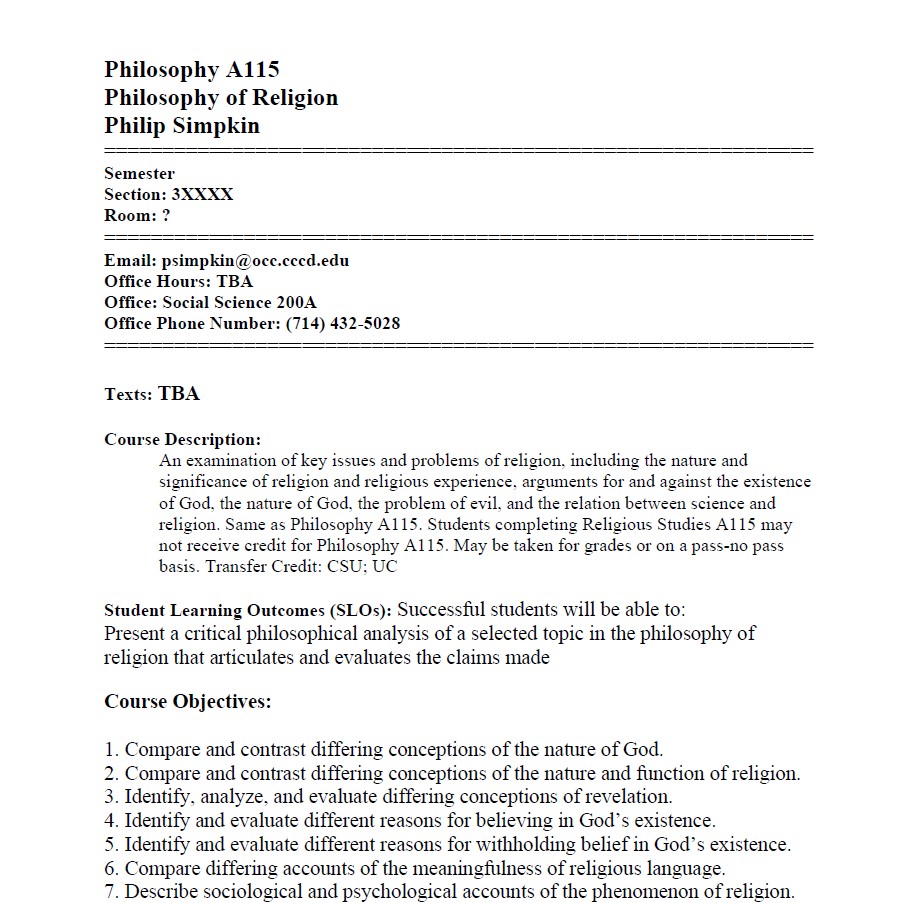 Philosophy A115
Philosophy of Religion
Philip Simpkin
=============================================================
Semester
Section: 3XXXX
Room: ?
=============================================================
Email: psimpkin@occ.cccd.edu
Office Hours: TBA
Office: Social Science 200A
Office Phone Number: (714) 432-5028
=============================================================
Texts: TBA
Course Description:
An examination of key issues and problems of religion, including the nature and
significance of religion and religious experience, arguments for and against the existence
of God, the nature of God, the problem of evil, and the relation between science and
religion. Same as Philosophy A115. Students completing Religious Studies A115 may
not receive credit for Philosophy A115. May be taken for grades or on a pass-no pass
basis. Transfer Credit: CSU; UC
Student Learning Outcomes (SLOs): Successful students will be able to:
Present a critical philosophical analysis of a selected topic in the philosophy of
religion that articulates and evaluates the claims made
Course Objectives:
1. Compare and contrast differing conceptions of the nature of God.
2. Compare and contrast differing conceptions of the nature and function of religion.
3. Identify, analyze, and evaluate differing conceptions of revelation.
4. Identify and evaluate different reasons for believing in God’s existence.
5. Identify and evaluate different reasons for withholding belief in God’s existence.
6. Compare differing accounts of the meaningfulness of religious language.
7. Describe sociological and psychological accounts of the phenomenon of religion.